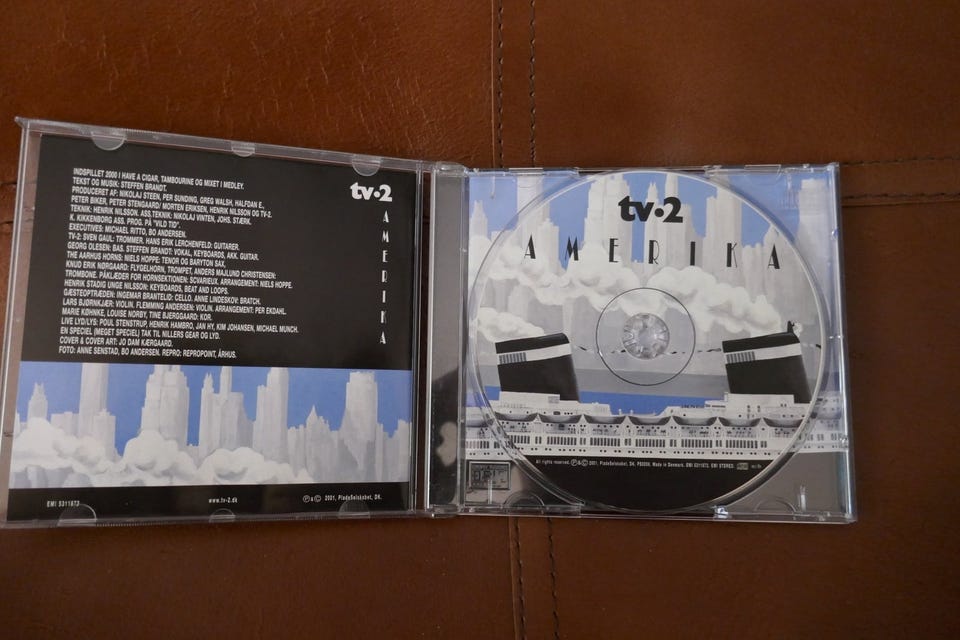 INDSPILLET 2000 I HAVE A CIGAR, TAMBOURINE OG MIXET I MEDLEY.
TEKST OG MUSIK: STEFFEN BRANDT.
PRODUCERET AF: NIKOLAJ STEEN, PER SUNDING, GREG WALSH, HALFDAN E.,
PETER BIKER, PETER STENGAARD/ MORTEN ERIKSEN, HENRIK NILSSON OG TV-2.
TEKNIK: HENRIK NILSSON. ASS.TEKNIK: NIKOLAJ VINTEN, JOHS. STÆRK.
K. KIKKENBORG ASS. PROG. PÅ "VILD TID".
EXECUTIVES: MICHAEL RITTO, BO ANDERSEN.
TV-2: SVEN GAUL: TROMMER. HANS ERIK LERCHENFELD: GUITARER.
GEORG OLESEN: BAS. STEFFEN BRANDT: VOKAL, KEYBOARDS, AKK. GUITAR.
THE AARHUS HORNS: NIELS HOPPE: TENOR OG BARYTON SAX,
KNUD ERIK NØRGAARD: FLYGELHORN, TROMPET, ANDERS MAJLUND CHRISTENSEN:
TROMBONE. PÅKLÆDER FOR HORNSEKTIONEN: SCVARIEUX. ARRANGEMENT: NIELS HOPPE.
HENRIK STADIG UNGE NILSSON: KEYBOARDS, BEAT AND LOOPS.
GÆSTEOPTRÆDEN: INGEMAR BRANTELID: CELLO. ANNE LINDESKOV: BRATCH.
LARS BJØRNKJÆR: VIOLIN. FLEMMING ANDERSEN: VIOLIN. ARRANGEMENT: PER EKDAHL.
MARIE KØHNKE, LOUISE NORBY, TINE BJERGGAARD: KOR.
LIVE LYD/LYS: POUL STENSTRUP, HENRIK HAMBRO, JAN HY, KIM JOHANSEN, MICHAEL MUNCH.
EN SPECIEL (MEGET SPECIEL) TAK TIL NILLERS GEAR OG LYD.
COVER & COVER ART: JO DAM KÆRGAARD.
FOTO: ANNE SENSTAD, BO ANDERSEN. REPRO: REPROPOINT, ÅRHUS.
tv·2
AMERIKA
EMI 5311873
www.tv-2.dk
Ⓟ&© 2001, PladeSelskabet, DK.
tv·2
AMERIKA
All rights reserved. Ⓟ&© 2001, PladeSelskabet, DK. Made in Denmark. EMI 5311873. EMI STEREO.